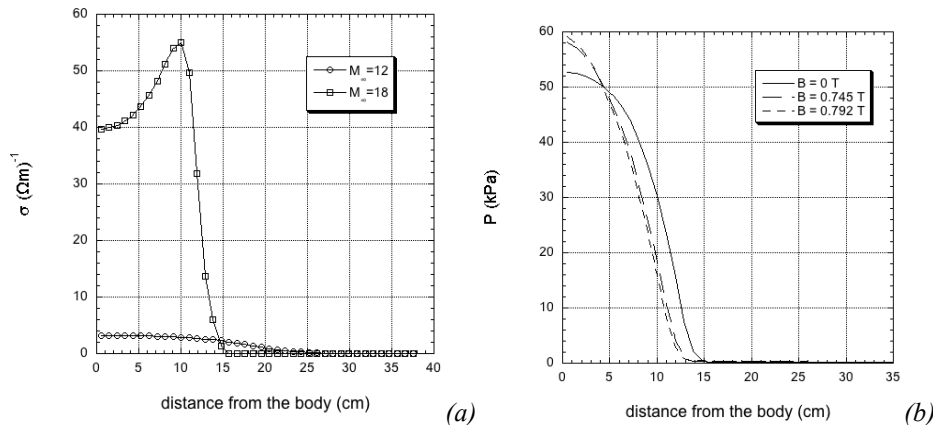 60
50
40
30
20
10
0
σ (Ωm)⁻¹
M∞=12
M∞=18
0 5 10 15 20 25 30 35 40
distance from the body (cm)
(a)
60
50
40
30
20
10
0
P (kPa)
B = 0 T
B = 0.745 T
B = 0.792 T
0 5 10 15 20 25 30 35
distance from the body (cm)
(b)